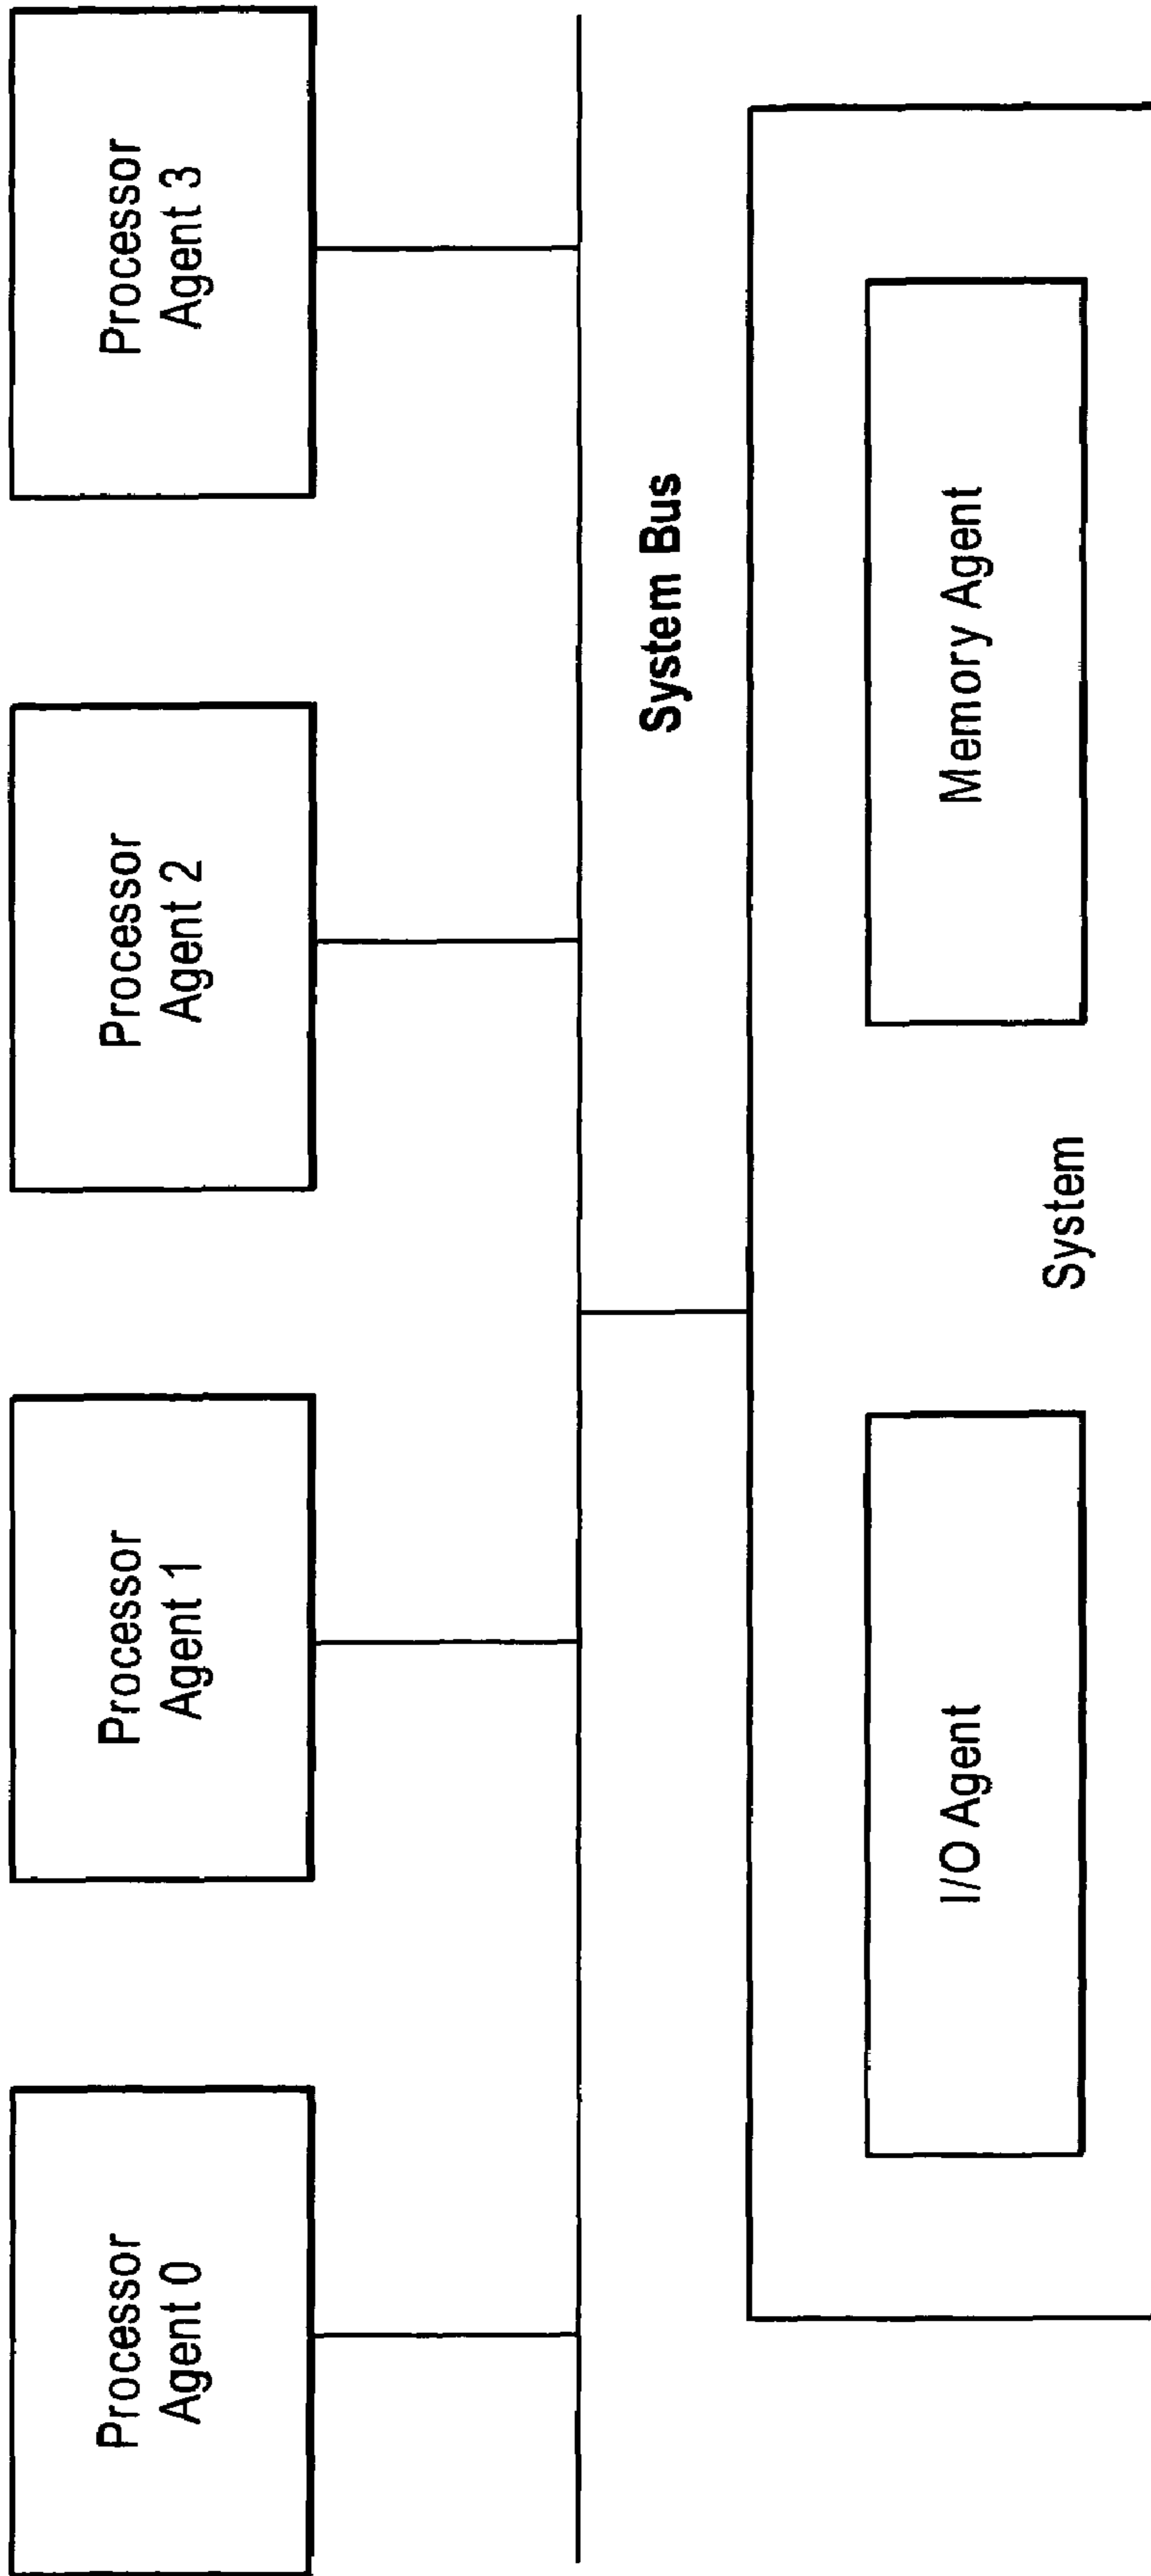 Processor
Agent 0
Processor
Agent 1
Processor
Agent 2
Processor
Agent 3
System Bus
I/O Agent
Memory Agent
System